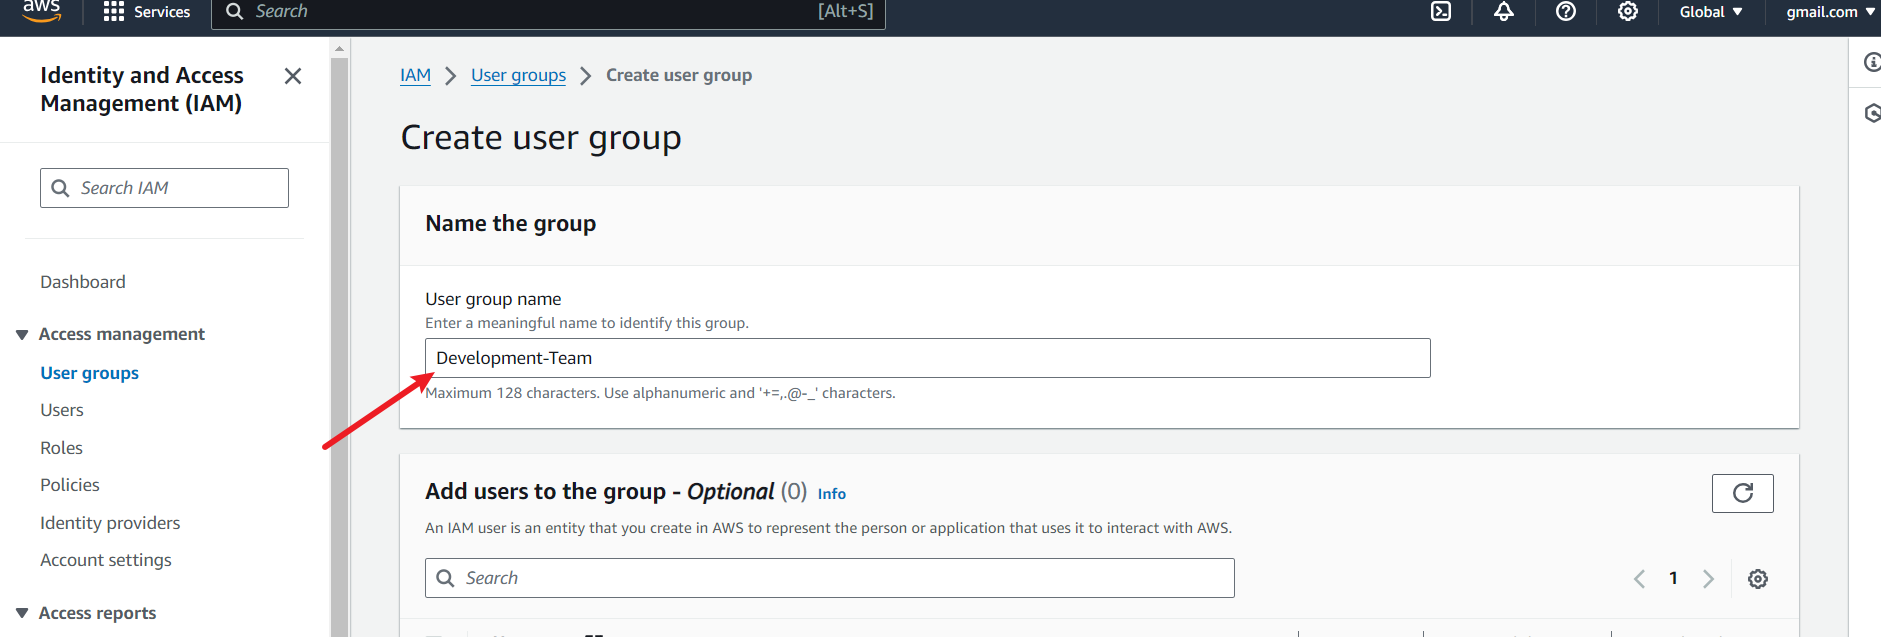 aws
Services
Search
[Alt+S]
Global
gmail.com
Identity and Access
Management (IAM)
Search IAM
Dashboard
Access management
User groups
Users
Roles
Policies
Identity providers
Account settings
Access reports
IAM
User groups
Create user group
Create user group
Name the group
User group name
Enter a meaningful name to identify this group.
Development-Team
Maximum 128 characters. Use alphanumeric and '+=,.@-_' characters.
Add users to the group - Optional (0) Info
An IAM user is an entity that you create in AWS to represent the person or application that uses it to interact with AWS.
Search
1